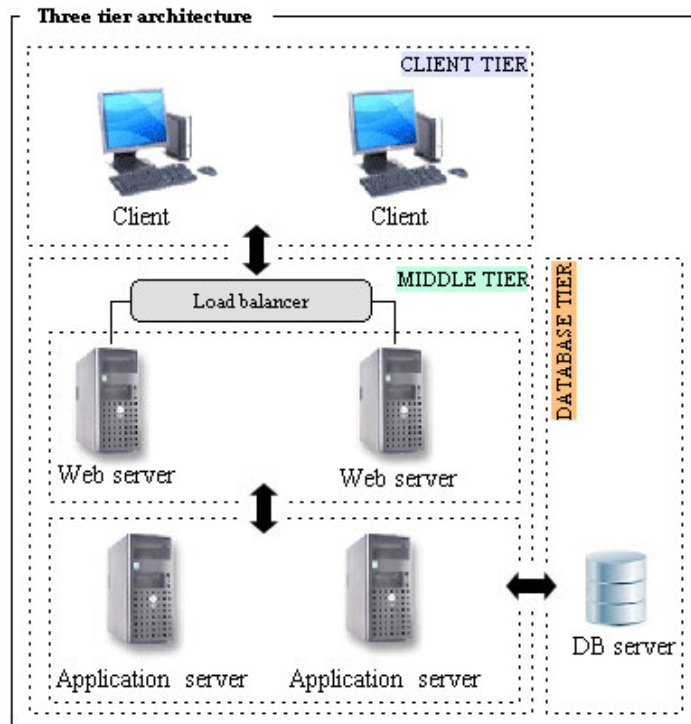 Three tier architecture
CLIENT TIER
Client
Client
MIDDLE TIER
Load balancer
DATABASE TIER
Web server
Web server
Application server
Application server
DB server